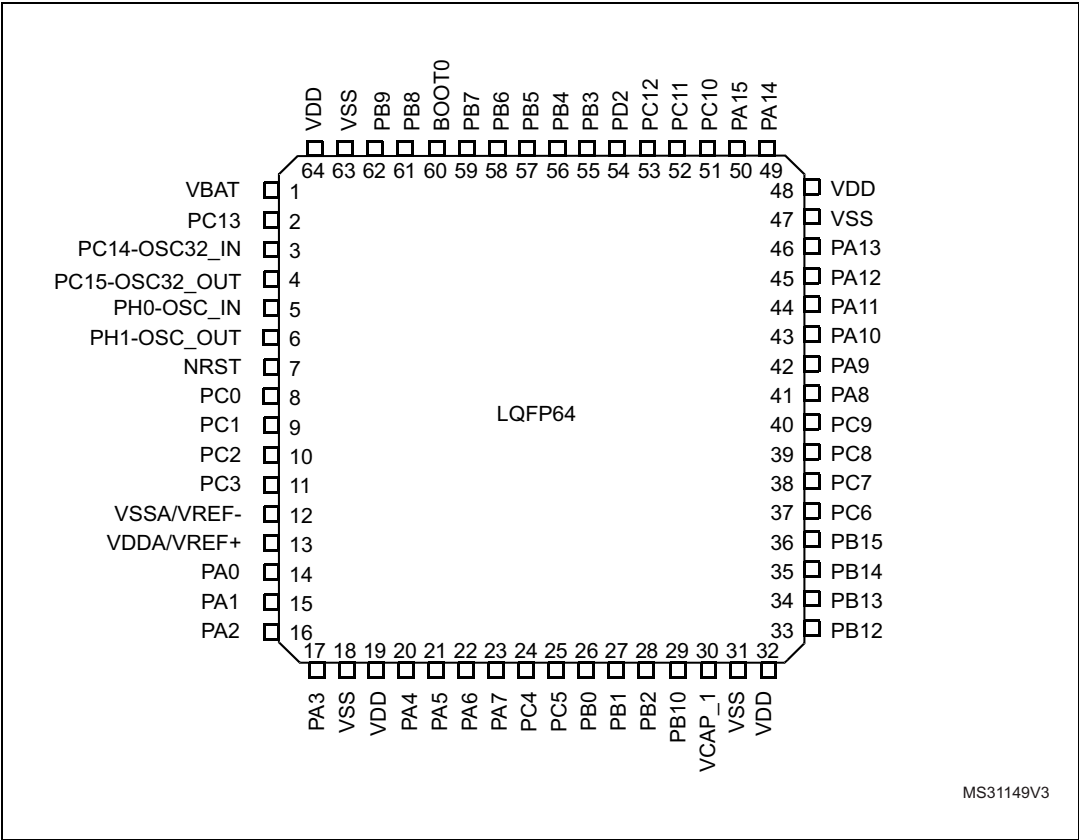 VDD VSS PB9 PB8 BOOT0 PB7 PB6 PB5 PB4 PB3 PD2 PC12 PC11 PC10 PA15 PA14
64 63 62 61 60 59 58 57 56 55 54 53 52 51 50 49
VBAT 1 48 VDD
PC13 2 47 VSS
PC14-OSC32_IN 3 46 PA13
PC15-OSC32_OUT 4 45 PA12
PH0-OSC_IN 5 44 PA11
PH1-OSC_OUT 6 43 PA10
NRST 7 42 PA9
PC0 8 41 PA8
LQFP64
PC1 9 40 PC9
PC2 10 39 PC8
PC3 11 38 PC7
VSSA/VREF- 12 37 PC6
VDDA/VREF+ 13 36 PB15
PA0 14 35 PB14
PA1 15 34 PB13
PA2 16 33 PB12
17 18 19 20 21 22 23 24 25 26 27 28 29 30 31 32
PA3 VSS VDD PA4 PA5 PA6 PA7 PC4 PC5 PB0 PB1 PB2 PB10 VCAP_1 VSS VDD
MS31149V3